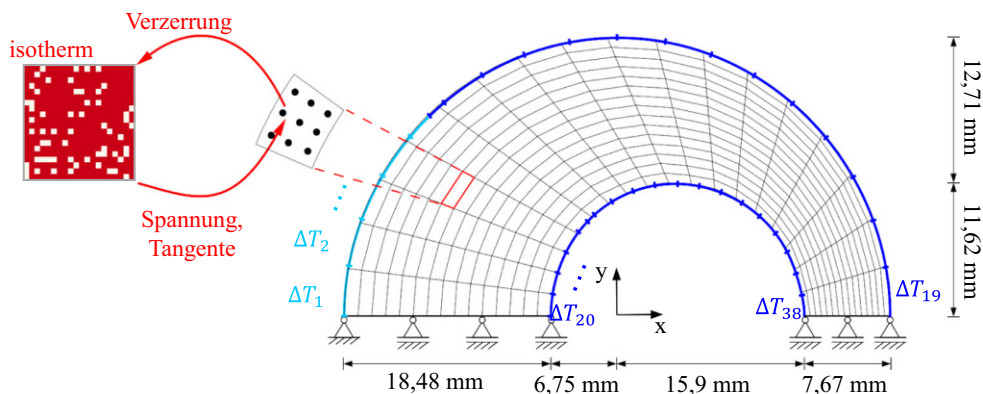 Verzerrung
isotherm
Spannung,
Tangente
ΔT₂
ΔT₁
ΔT₂₀
y
x
ΔT₃₈
ΔT₁₉
12,71 mm
11,62 mm
18,48 mm
6,75 mm
15,9 mm
7,67 mm